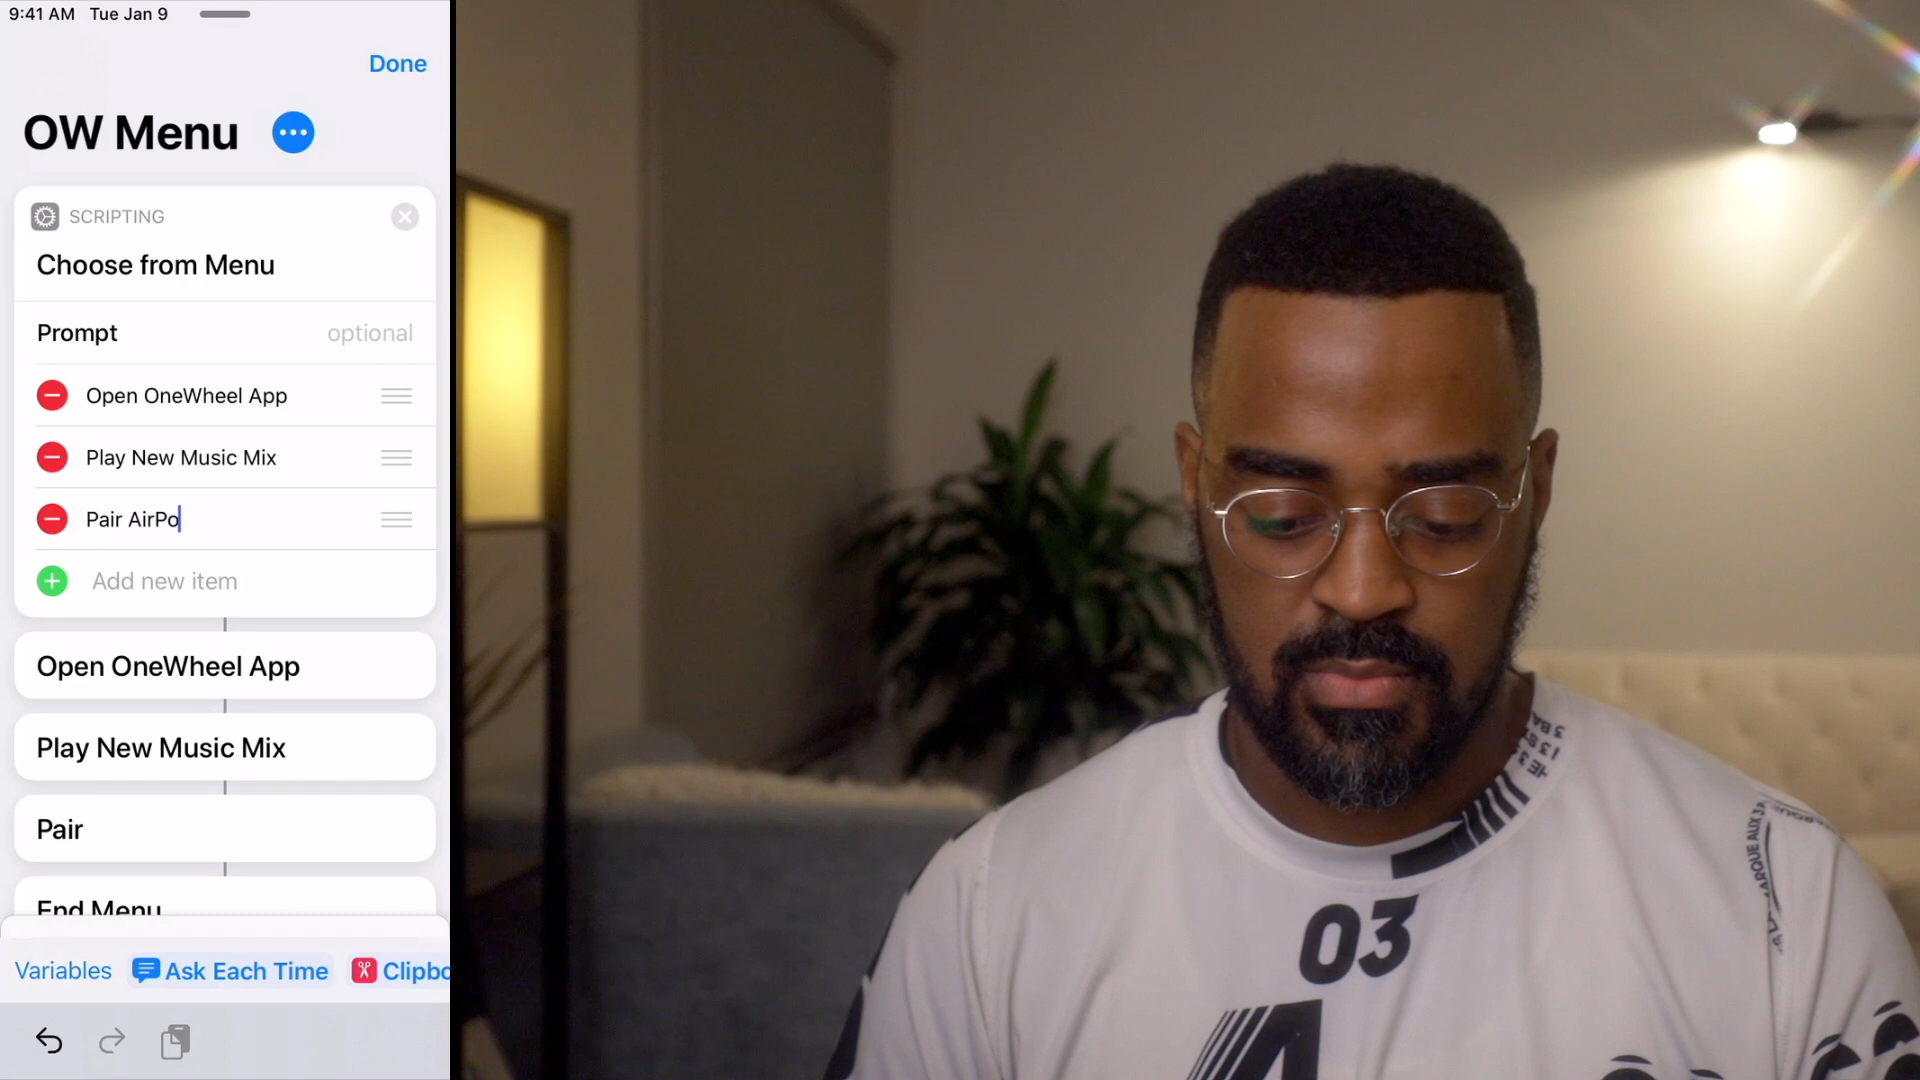 9:41 AM Tue Jan 9
Done
OW Menu
SCRIPTING
Choose from Menu
Prompt optional
Open OneWheel App
Play New Music Mix
Pair AirPo
Add new item
Open OneWheel App
Play New Music Mix
Pair
End Menu
Variables Ask Each Time Clipbo
03